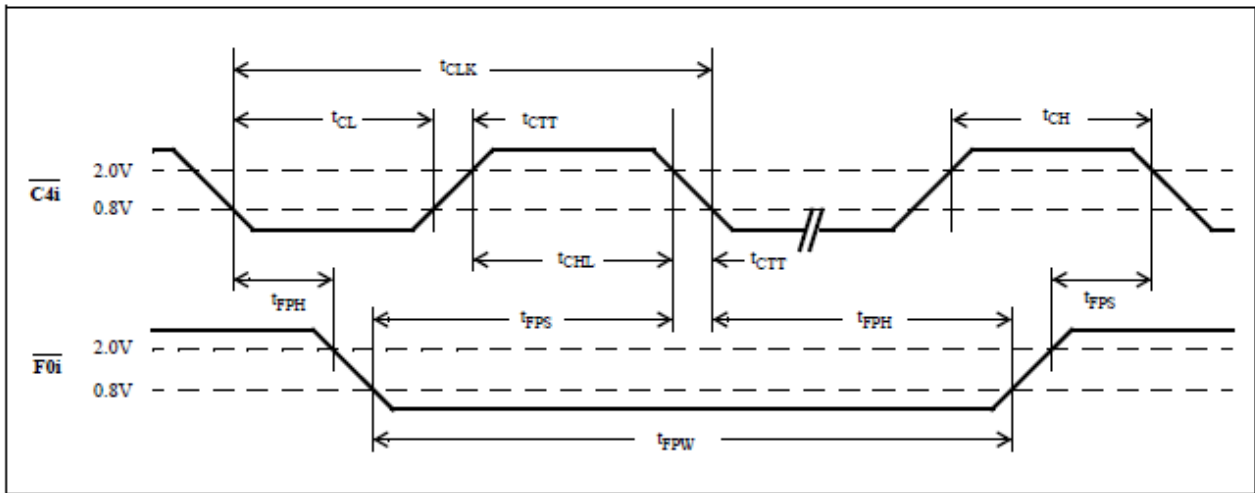 tCLK
tCL tCTT tCH
2.0V
C4i
0.8V
tCHL tCTT
tFPH tFPS
tFPS tFPH
2.0V
F0i
0.8V
tFPW